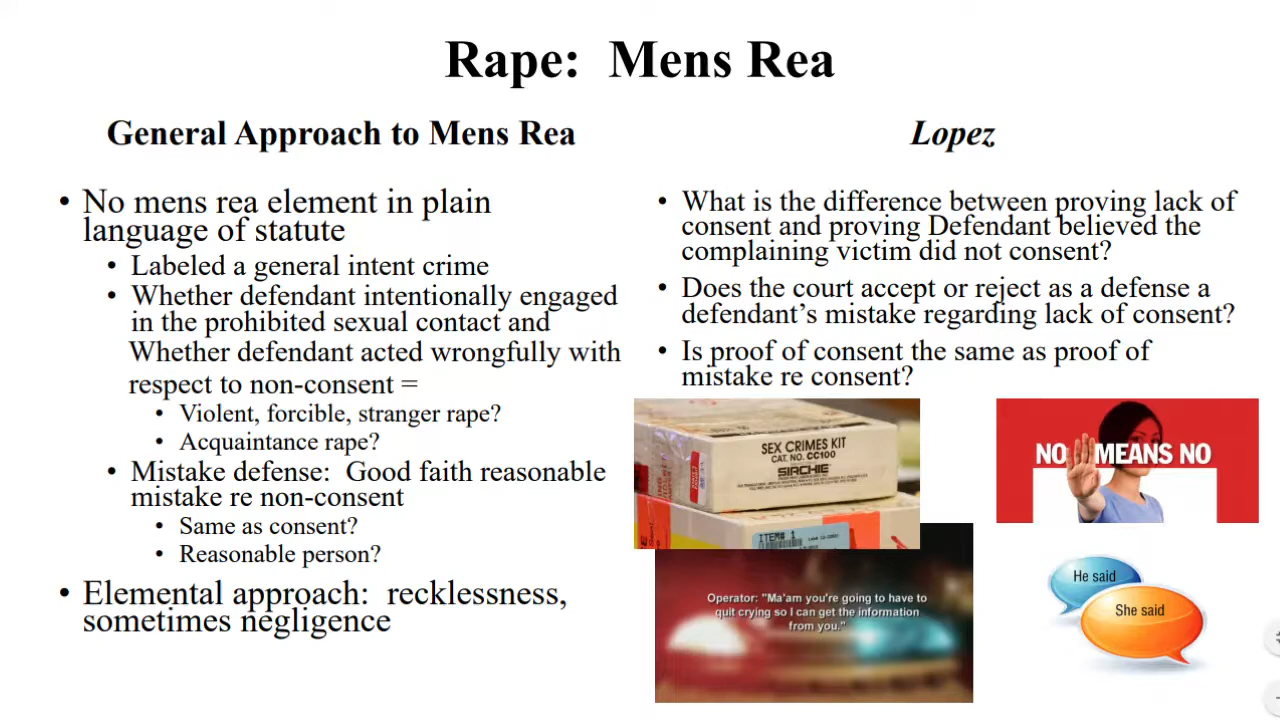 Rape: Mens Rea
General Approach to Mens Rea
• No mens rea element in plain
language of statute
• Labeled a general intent crime
• Whether defendant intentionally engaged
in the prohibited sexual contact and
Whether defendant acted wrongfully with
respect to non-consent =
• Violent, forcible, stranger rape?
• Acquaintance rape?
• Mistake defense: Good faith reasonable
mistake re non-consent
• Same as consent?
• Reasonable person?
• Elemental approach: recklessness,
sometimes negligence
Lopez
• What is the difference between proving lack of
consent and proving Defendant believed the
complaining victim did not consent?
• Does the court accept or reject as a defense a
defendant's mistake regarding lack of consent?
• Is proof of consent the same as proof of
mistake re consent?
SEX CRIMES KIT
CAT. NO. CC100
SIRCHIE
ITEM# 1
NO MEANS NO
Operator: "Ma'am you're going to have to
quit crying so I can get the information
from you."
He said
She said